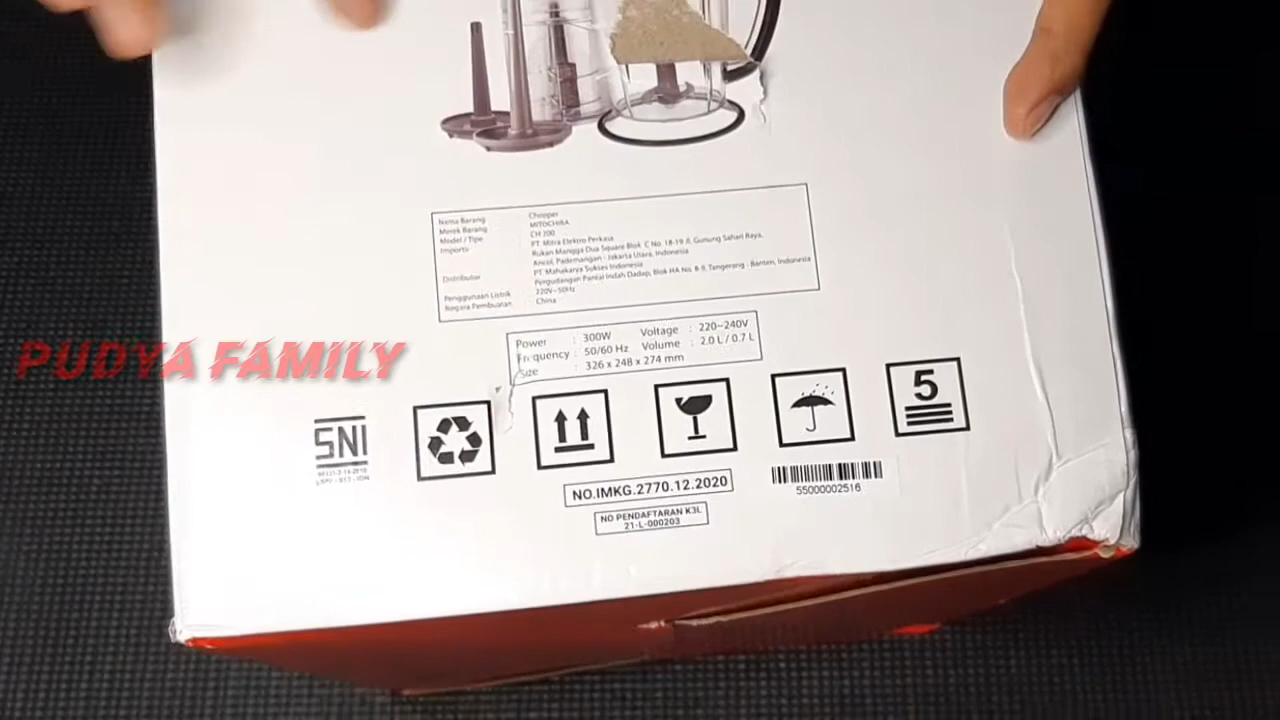 Nama Barang : Chopper
Merek Barang : MITOCHIBA
Model / Tipe : CH 200
Importir : PT. Mitra Elektro Perkasa
Rukan Mangga Dua Square Blok C No. 18-19 Jl. Gunung Sahari Raya,
Ancol, Pademangan - Jakarta Utara, Indonesia
Distributor : PT. Mahakarya Sukses Indonesia
Pergudangan Pantai Indah Dadap, Blok HA No. 8-9, Tangerang - Banten, Indonesia
Penggunaan Listrik : 220V~50Hz
Negara Pembuatan : China
Power : 300W Voltage : 220~240V
Frequency : 50/60 Hz Volume : 2.0 L / 0.7 L
Size : 326 x 248 x 274 mm
PUDYA FAMILY
SNI
5
NO.IMKG.2770.12.2020
55000002516
NO PENDAFTARAN K3L
21-L-000203